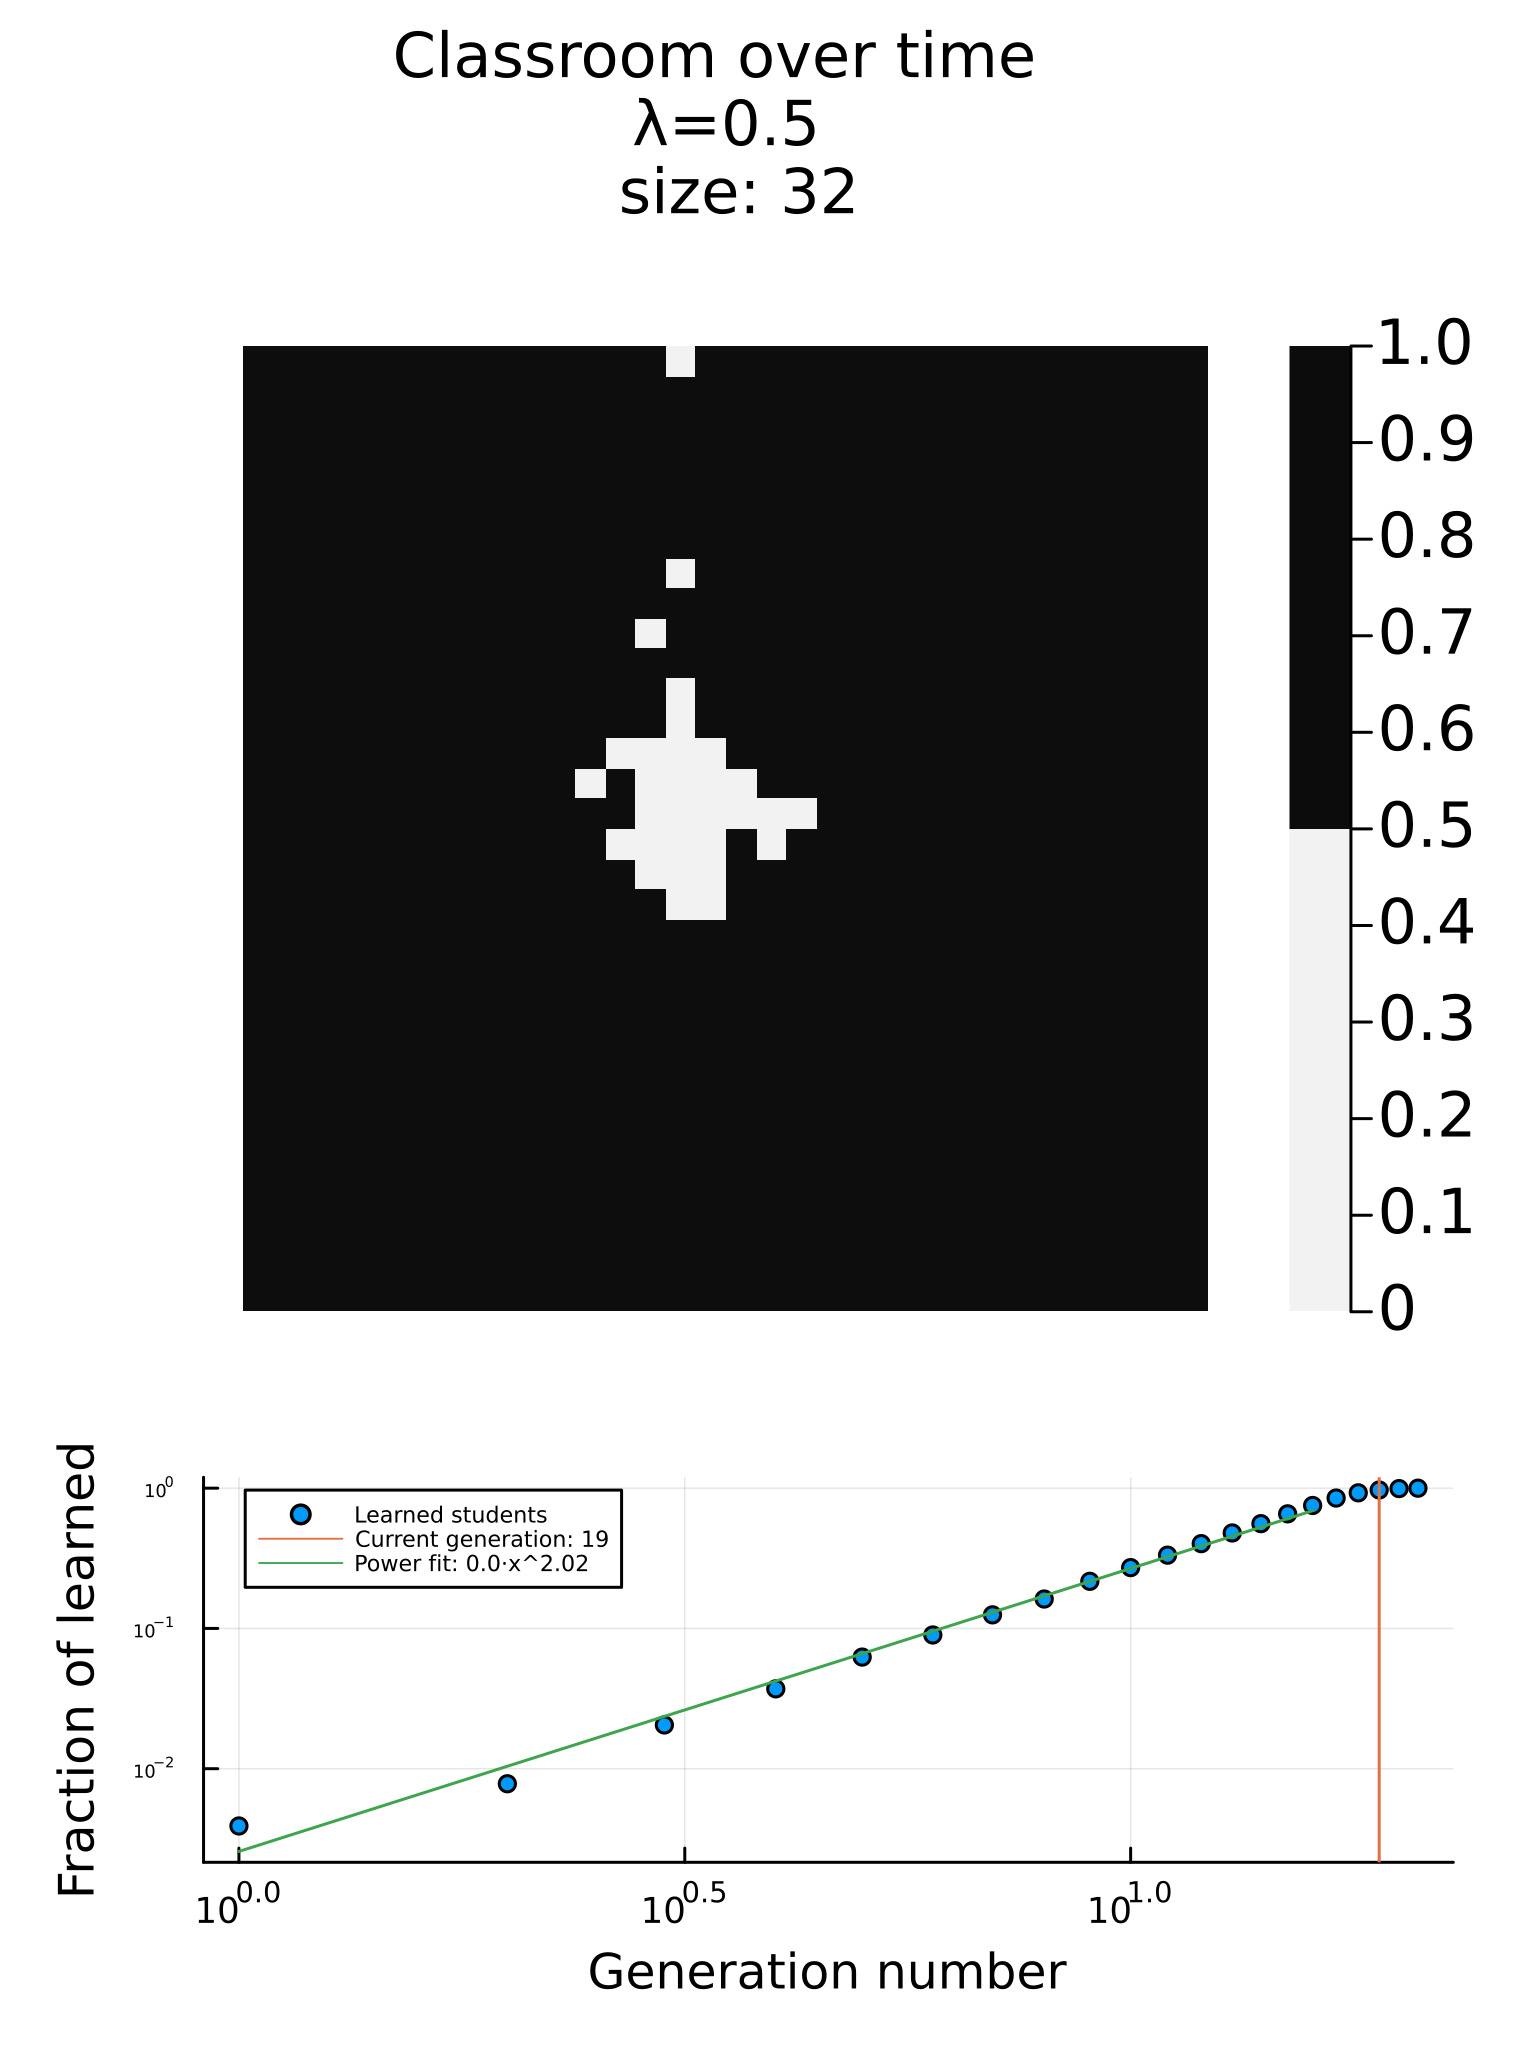 Classroom over time
λ=0.5
size: 32
1.0
0.9
0.8
0.7
0.6
0.5
0.4
0.3
0.2
0.1
0
Fraction of learned
10^0
10^-1
10^-2
Learned students
Current generation: 19
Power fit: 0.0·x^2.02
10^0.0
10^0.5
10^1.0
Generation number